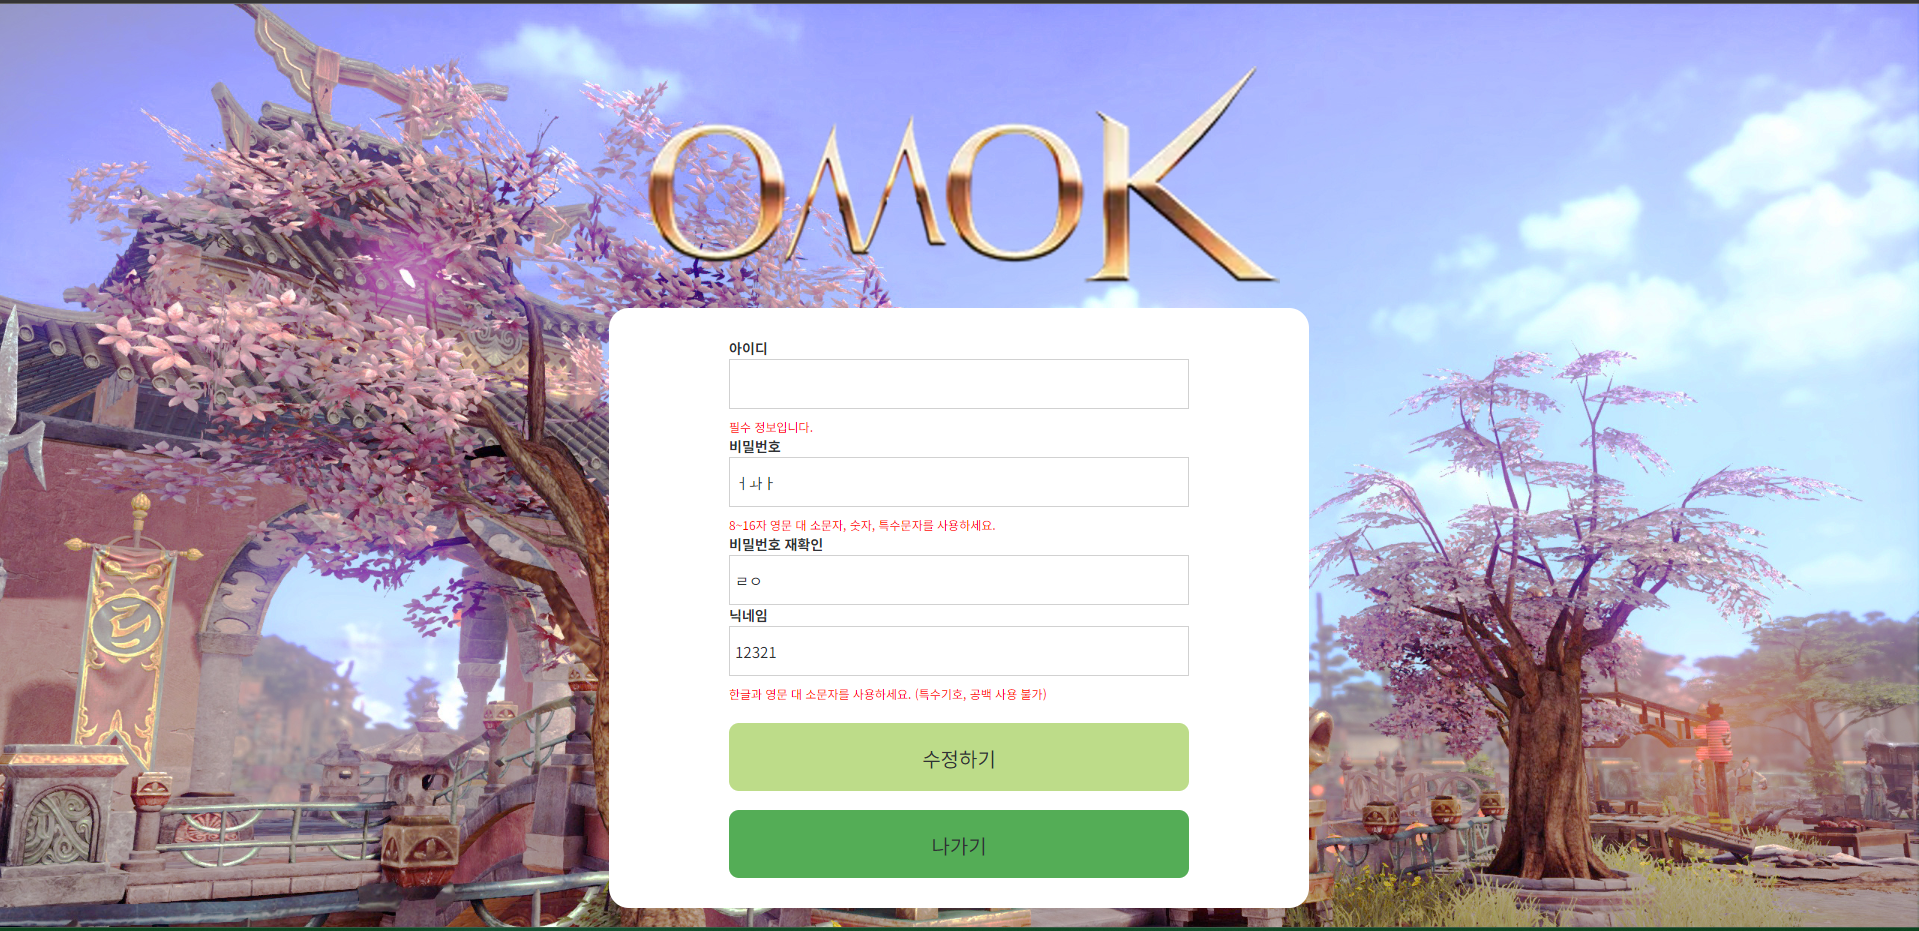 OMOK
아이디
필수 정보입니다.
비밀번호
ㅓㅘㅏ
8~16자 영문 대 소문자, 숫자, 특수문자를 사용하세요.
비밀번호 재확인
ㄹㅇ
닉네임
12321
한글과 영문 대 소문자를 사용하세요. (특수기호, 공백 사용 불가)
수정하기
나가기